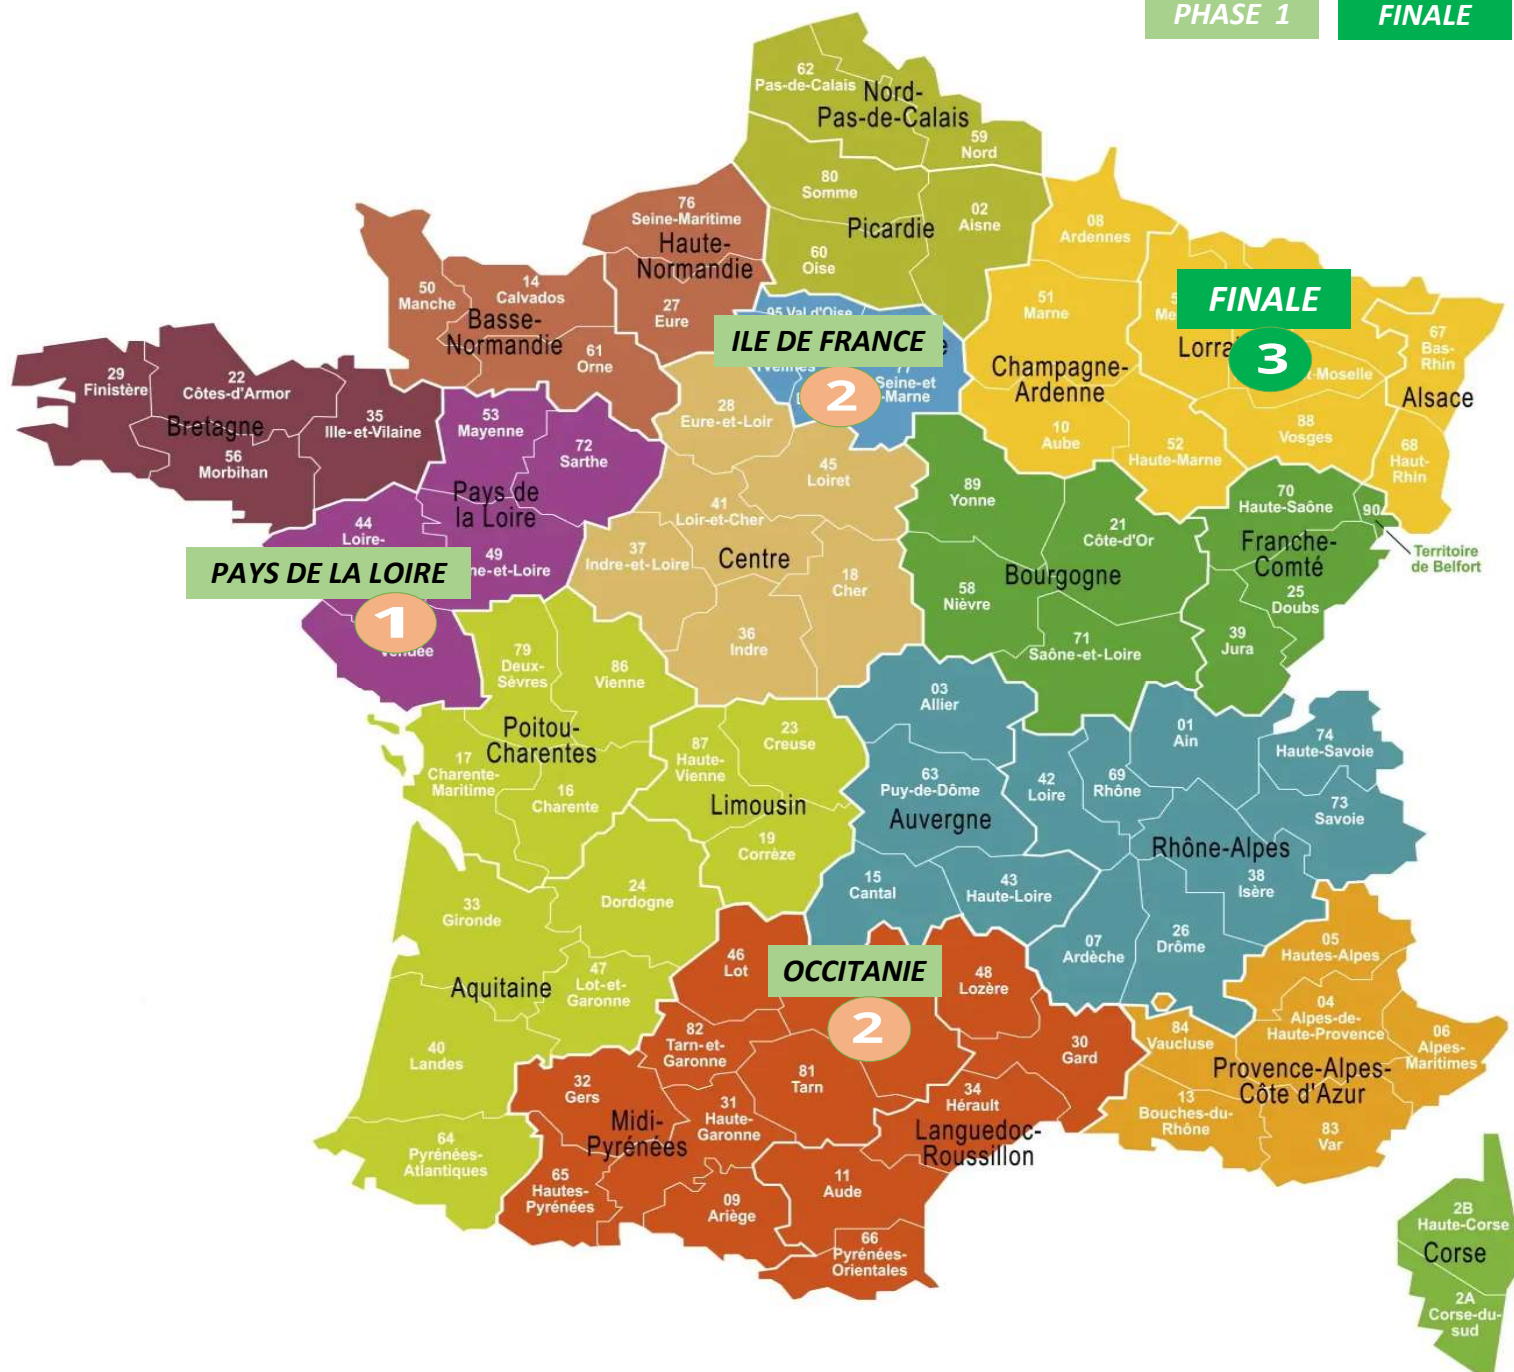 PHASE 1
FINALE
62
Pas-de-Calais
Nord-
Pas-de-Calais
59
Nord
80
Somme
02
Aisne
Picardie
60
Oise
76
Seine-Maritime
Haute-
Normandie
27
Eure
50
Manche
14
Calvados
Basse-
Normandie
61
Orne
08
Ardennes
51
Marne
Champagne-
Ardenne
10
Aube
52
Haute-Marne
FINALE
3
Lorrai
t-Moselle
88
Vosges
67
Bas-
Rhin
Alsace
68
Haut-
Rhin
95 Val d'Oise
ILE DE FRANCE
2
77
Seine-et
-Marne
29
Finistère
22
Côtes-d'Armor
Bretagne
35
Ille-et-Vilaine
56
Morbihan
53
Mayenne
72
Sarthe
Pays de
la Loire
44
Loire-
49
ne-et-Loire
PAYS DE LA LOIRE
1
Vendée
28
Eure-et-Loir
45
Loiret
41
Loir-et-Cher
37
Indre-et-Loire
Centre
18
Cher
36
Indre
89
Yonne
21
Côte-d'Or
Bourgogne
58
Nièvre
71
Saône-et-Loire
70
Haute-Saône
90
Territoire
de Belfort
Franche-
Comté
25
Doubs
39
Jura
79
Deux-
Sèvres
86
Vienne
Poitou-
Charentes
17
Charente-
Maritime
16
Charente
87
Haute-
Vienne
23
Creuse
Limousin
19
Corrèze
03
Allier
63
Puy-de-Dôme
Auvergne
15
Cantal
43
Haute-Loire
42
Loire
69
Rhône
01
Ain
74
Haute-Savoie
73
Savoie
Rhône-Alpes
38
Isère
07
Ardèche
26
Drôme
33
Gironde
24
Dordogne
Aquitaine
47
Lot-et-
Garonne
40
Landes
64
Pyrénées-
Atlantiques
46
Lot
OCCITANIE
2
48
Lozère
82
Tarn-et-
Garonne
81
Tarn
30
Gard
32
Gers
31
Haute-
Garonne
34
Hérault
Midi-
Pyrénées
Languedoc-
Roussillon
65
Hautes-
Pyrénées
09
Ariège
11
Aude
66
Pyrénées-
Orientales
05
Hautes-Alpes
04
Alpes-de-
Haute-Provence
06
Alpes-
Maritimes
84
Vaucluse
Provence-Alpes-
Côte d'Azur
13
Bouches-du-
Rhône
83
Var
2B
Haute-Corse
Corse
2A
Corse-du-
sud